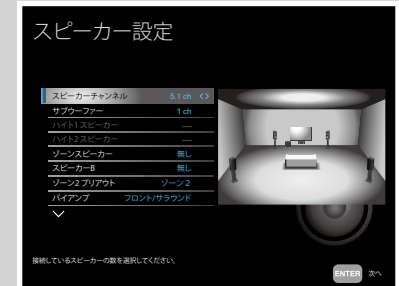 スピーカー設定
スピーカーチャンネル 5.1 ch <>
サブウーファー 1 ch
ハイト1 スピーカー ---
ハイト2 スピーカー ---
ゾーンスピーカー 無し
スピーカーB 無し
ゾーン2 プリアウト ゾーン 2
バイアンプ フロント/サラウンド
接続しているスピーカーの数を選択してください。
ENTER 次へ